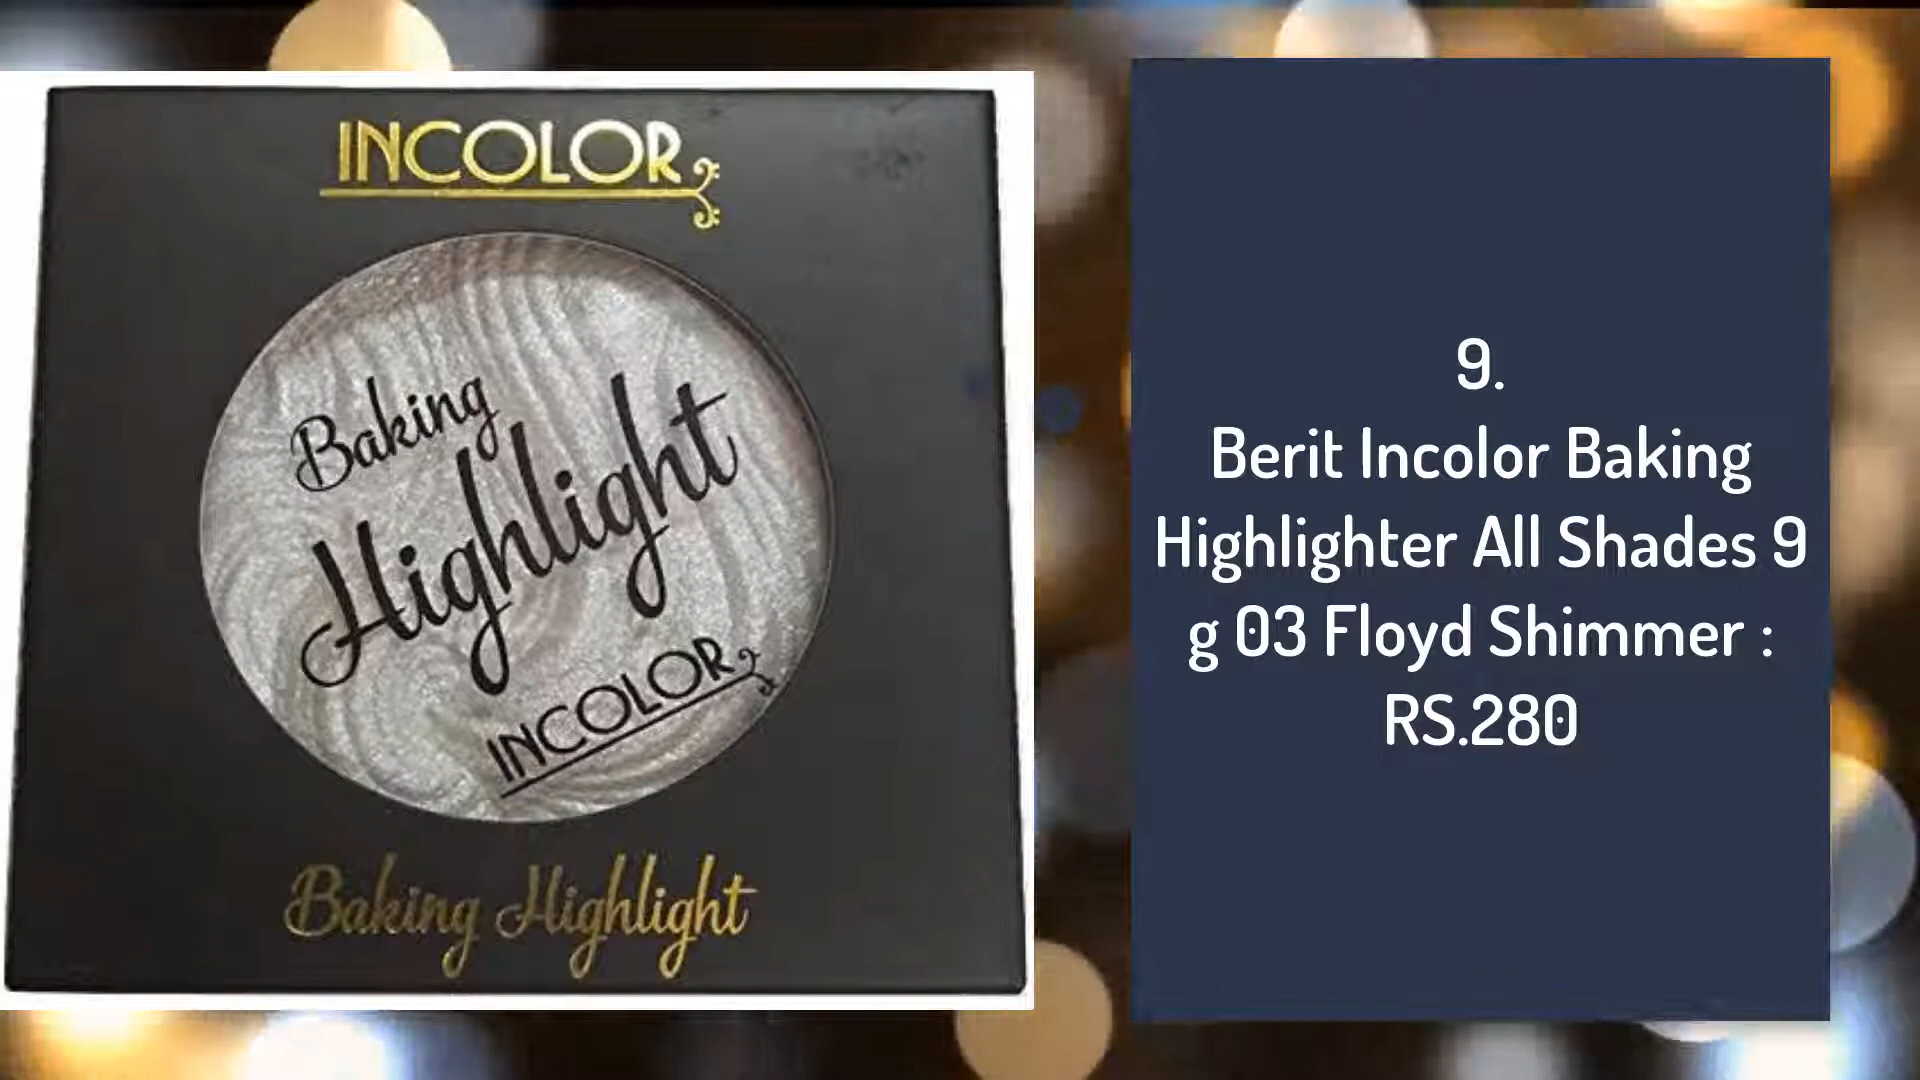 INCOLOR
Baking
Highlight
INCOLOR
Baking Highlight
9.
Berit Incolor Baking
Highlighter All Shades 9
g 03 Floyd Shimmer :
RS.280